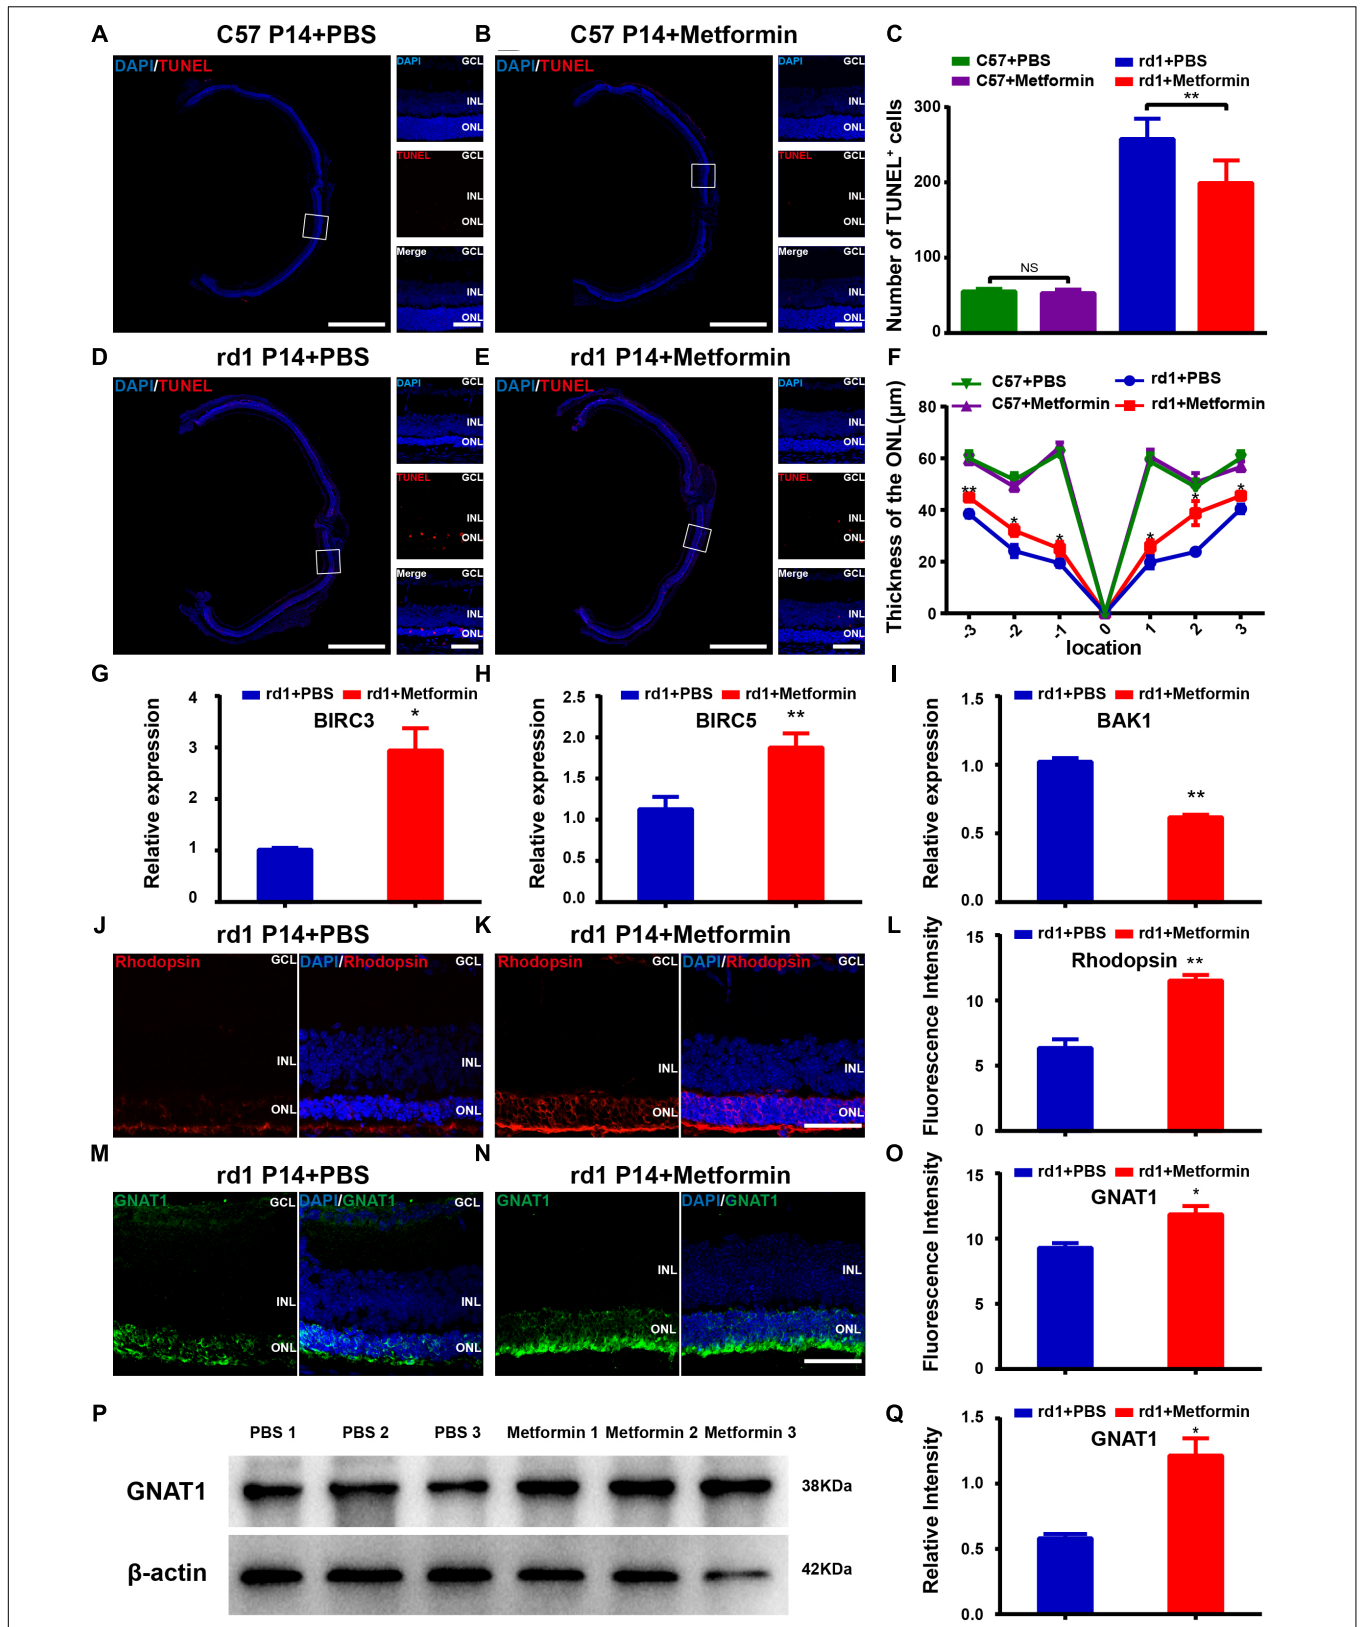 A
C57 P14+PBS
B
C57 P14+Metformin
C
DAPI/TUNEL
DAPI
GCL
INL
ONL
TUNEL
GCL
INL
ONL
Merge
GCL
INL
ONL
DAPI/TUNEL
DAPI
GCL
INL
ONL
TUNEL
GCL
INL
ONL
Merge
GCL
INL
ONL
C57+PBS
rd1+PBS
C57+Metformin
rd1+Metformin
Number of TUNEL+ cells
300
200
100
0
NS
**
D
rd1 P14+PBS
E
rd1 P14+Metformin
F
DAPI/TUNEL
DAPI
GCL
INL
ONL
TUNEL
GCL
ONL
Merge
GCL
INL
ONL
DAPI/TUNEL
DAPI
GCL
INL
ONL
TUNEL
GCL
INL
ONL
Merge
GCL
INL
ONL
C57+PBS
rd1+PBS
C57+Metformin
rd1+Metformin
Thickness of the ONL(μm)
80
60
40
20
0
**
*
*
*
*
*
-3
-2
-1
0
1
2
3
location
G
rd1+PBS
rd1+Metformin
BIRC3
*
Relative expression
4
3
2
1
0
H
rd1+PBS
rd1+Metformin
BIRC5
**
Relative expression
2.5
2.0
1.5
1.0
0.5
0.0
I
rd1+PBS
rd1+Metformin
BAK1
**
Relative expression
1.5
1.0
0.5
0.0
J
rd1 P14+PBS
K
rd1 P14+Metformin
L
Rhodopsin
GCL
INL
ONL
DAPI/Rhodopsin
GCL
INL
ONL
Rhodopsin
GCL
INL
ONL
DAPI/Rhodopsin
GCL
INL
ONL
rd1+PBS
rd1+Metformin
Rhodopsin
**
Fluorescence Intensity
15
10
5
0
M
rd1 P14+PBS
N
rd1 P14+Metformin
O
GNAT1
GCL
INL
ONL
DAPI/GNAT1
GCL
INL
ONL
GNAT1
INL
ONL
DAPI/GNAT1
INL
ONL
rd1+PBS
rd1+Metformin
GNAT1
*
Fluorescence Intensity
15
10
5
0
P
PBS 1
PBS 2
PBS 3
Metformin 1
Metformin 2
Metformin 3
GNAT1
38KDa
β-actin
42KDa
Q
rd1+PBS
rd1+Metformin
GNAT1
*
Relative Intensity
1.5
1.0
0.5
0.0